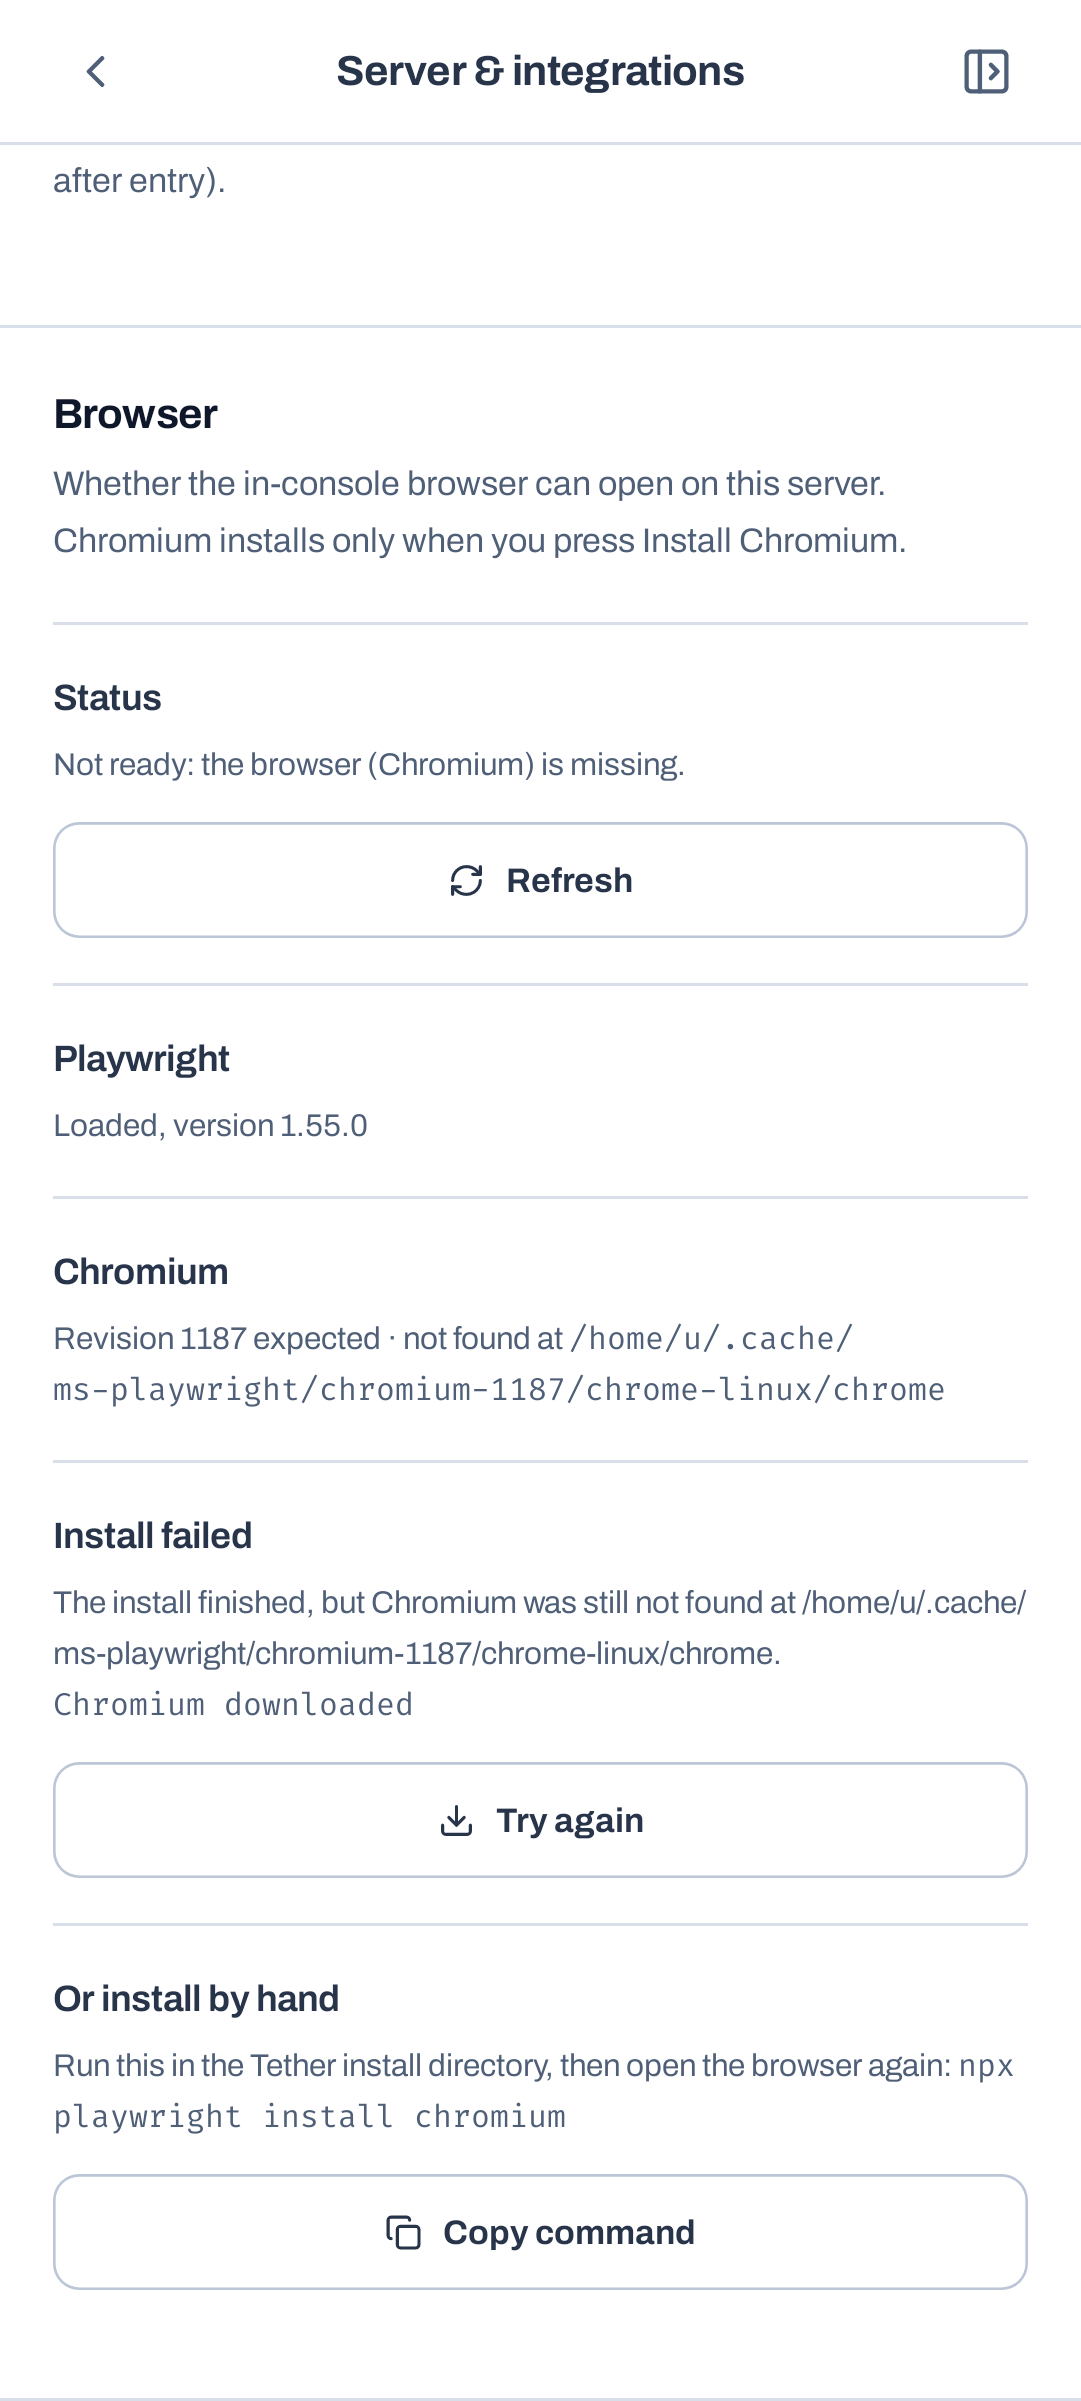 Server & integrations
after entry).
Browser
Whether the in-console browser can open on this server.
Chromium installs only when you press Install Chromium.
Status
Not ready: the browser (Chromium) is missing.
Refresh
Playwright
Loaded, version 1.55.0
Chromium
Revision 1187 expected · not found at /home/u/.cache/
ms-playwright/chromium-1187/chrome-linux/chrome
Install failed
The install finished, but Chromium was still not found at /home/u/.cache/
ms-playwright/chromium-1187/chrome-linux/chrome.
Chromium downloaded
Try again
Or install by hand
Run this in the Tether install directory, then open the browser again: npx
playwright install chromium
Copy command